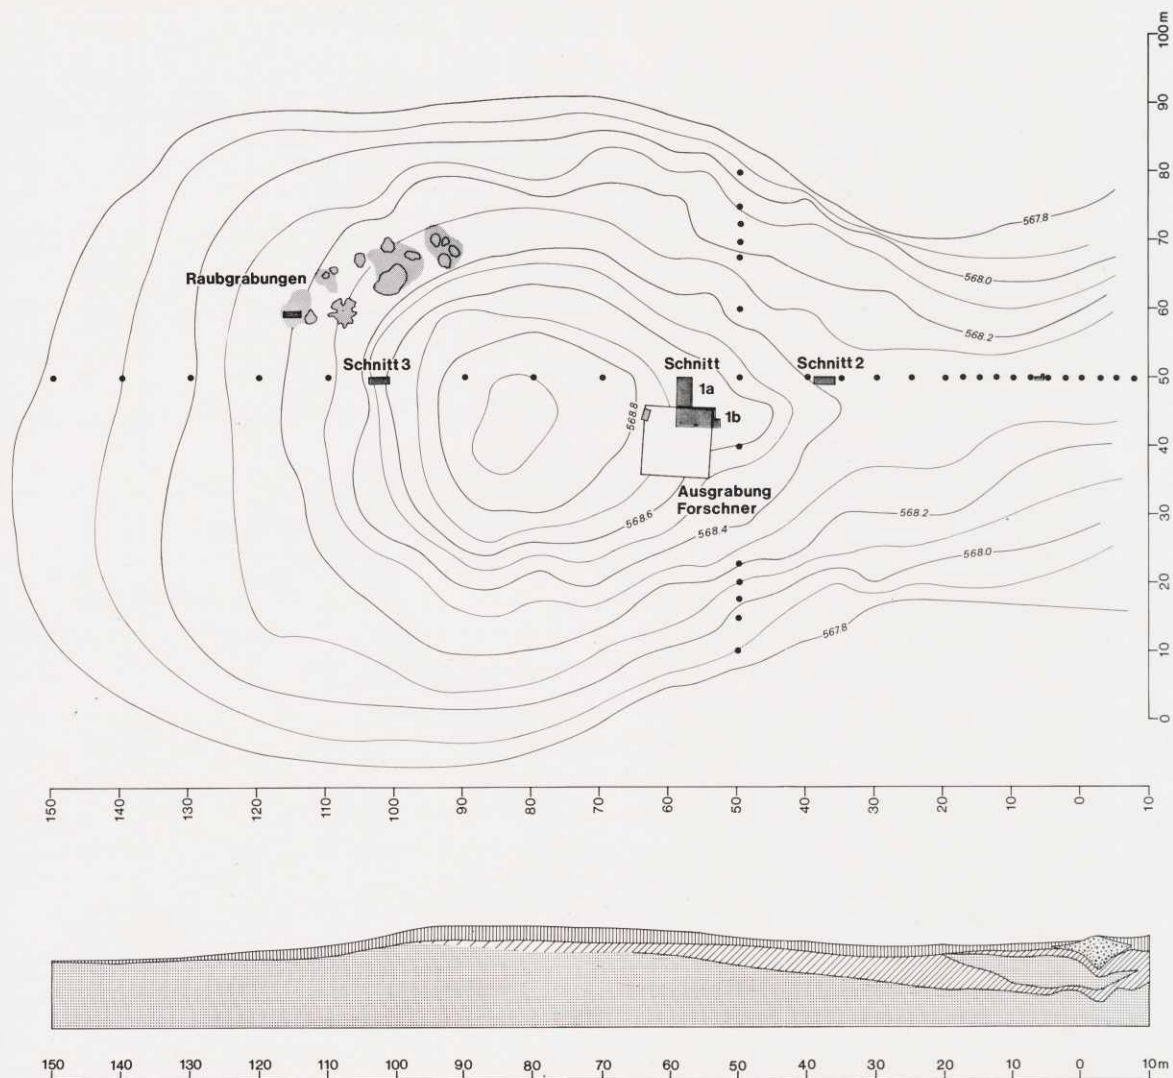 100 m
90
80
70
60
50
40
30
20
10
0
567.8
568.0
568.2
Raubgrabungen
Schnitt 3
Schnitt
Schnitt 2
1a
1b
568.8
Ausgrabung
Forschner
568.6
568.4
568.2
568.0
567.8
150 140 130 120 110 100 90 80 70 60 50 40 30 20 10 0 10
150 140 130 120 110 100 90 80 70 60 50 40 30 20 10 0 10 m